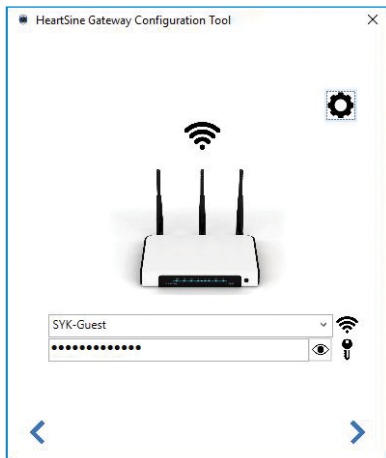 HeartSine Gateway Configuration Tool
SYK-Guest
•••••••••••••